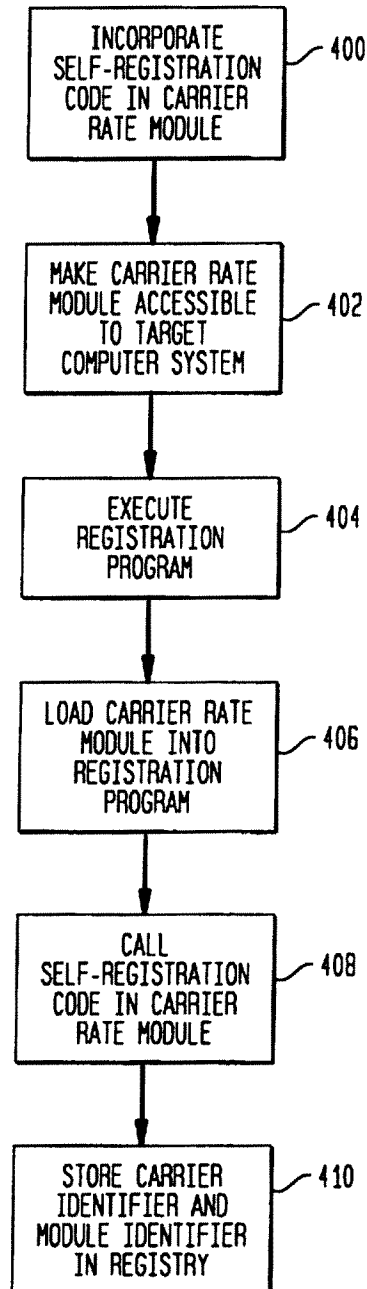 INCORPORATE
SELF-REGISTRATION
CODE IN CARRIER
RATE MODULE
400
MAKE CARRIER RATE
MODULE ACCESSIBLE
TO TARGET
COMPUTER SYSTEM
402
EXECUTE
REGISTRATION
PROGRAM
404
LOAD CARRIER RATE
MODULE INTO
REGISTRATION
PROGRAM
406
CALL
SELF-REGISTRATION
CODE IN CARRIER
RATE MODULE
408
STORE CARRIER
IDENTIFIER AND
MODULE IDENTIFIER
IN REGISTRY
410